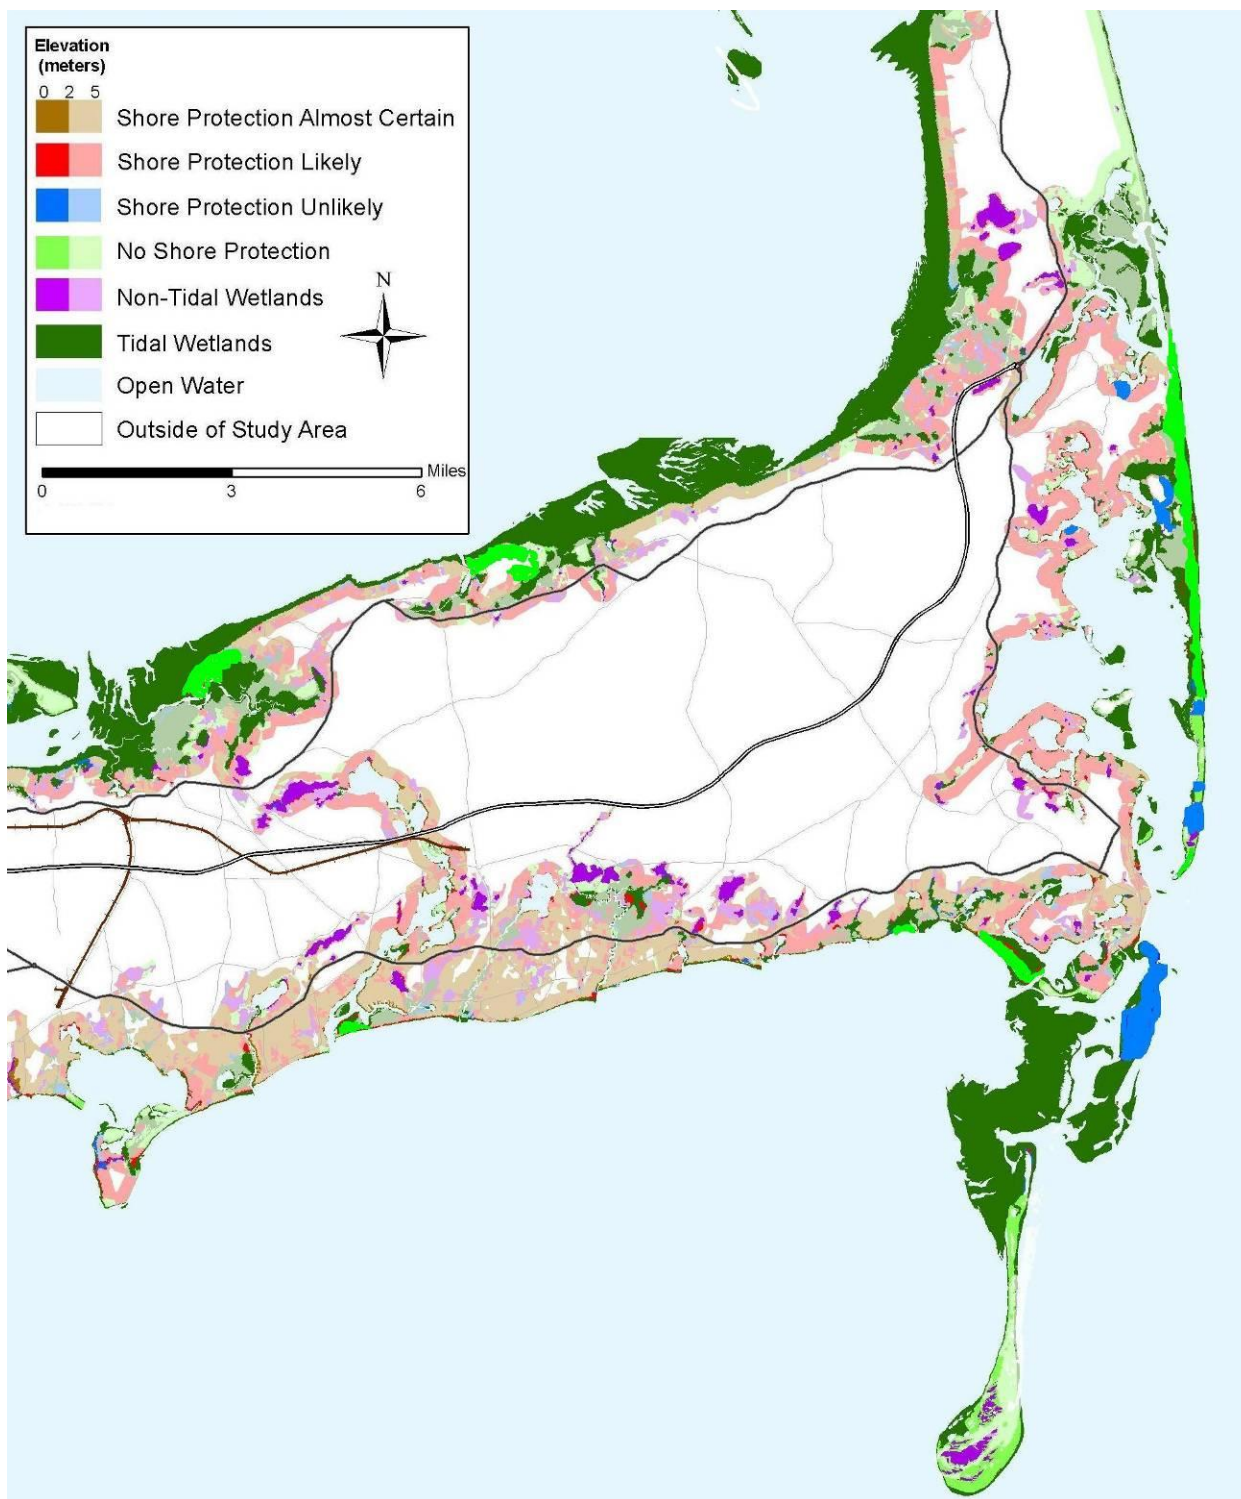 Elevation
(meters)
0 2 5
Shore Protection Almost Certain
Shore Protection Likely
Shore Protection Unlikely
No Shore Protection
Non-Tidal Wetlands
N
Tidal Wetlands
Open Water
Outside of Study Area
Miles
0 3 6